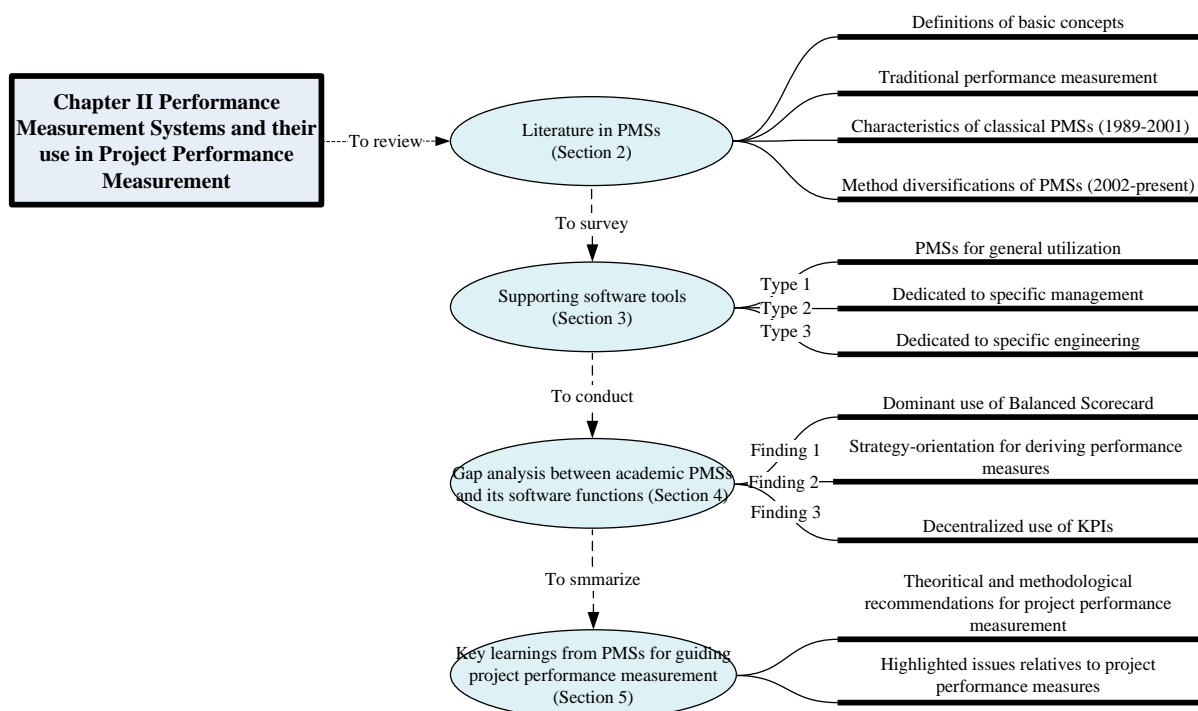 Chapter II Performance
Measurement Systems and their
use in Project Performance
Measurement
To review
Literature in PMSs
(Section 2)
Definitions of basic concepts
Traditional performance measurement
Characteristics of classical PMSs (1989-2001)
Method diversifications of PMSs (2002-present)
To survey
Supporting software tools
(Section 3)
Type 1
Type 2
Type 3
PMSs for general utilization
Dedicated to specific management
Dedicated to specific engineering
To conduct
Gap analysis between academic PMSs
and its software functions (Section 4)
Finding 1
Finding 2
Finding 3
Dominant use of Balanced Scorecard
Strategy-orientation for deriving performance
measures
Decentralized use of KPIs
To smmarize
Key learnings from PMSs for guiding
project performance measurement
(Section 5)
Theoritical and methodological
recommendations for project performance
measurement
Highlighted issues relatives to project
performance measures